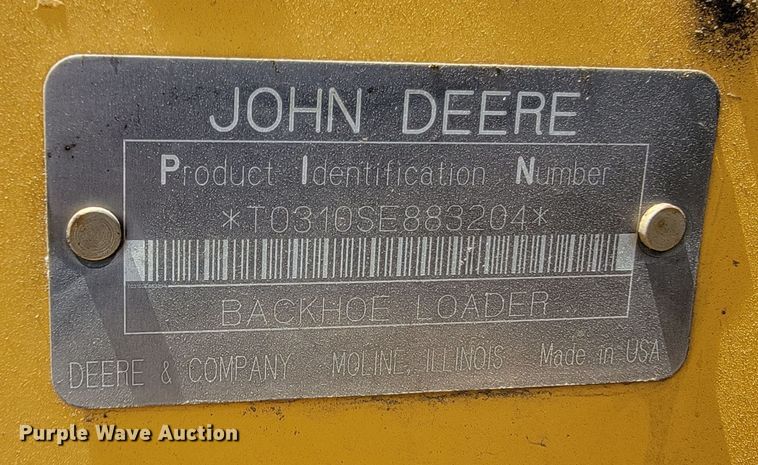 JOHN DEERE
Product Identification Number
*T0310SE883204*
BACKHOE LOADER
DEERE & COMPANY MOLINE, ILLINOIS Made in USA
Purple Wave Auction